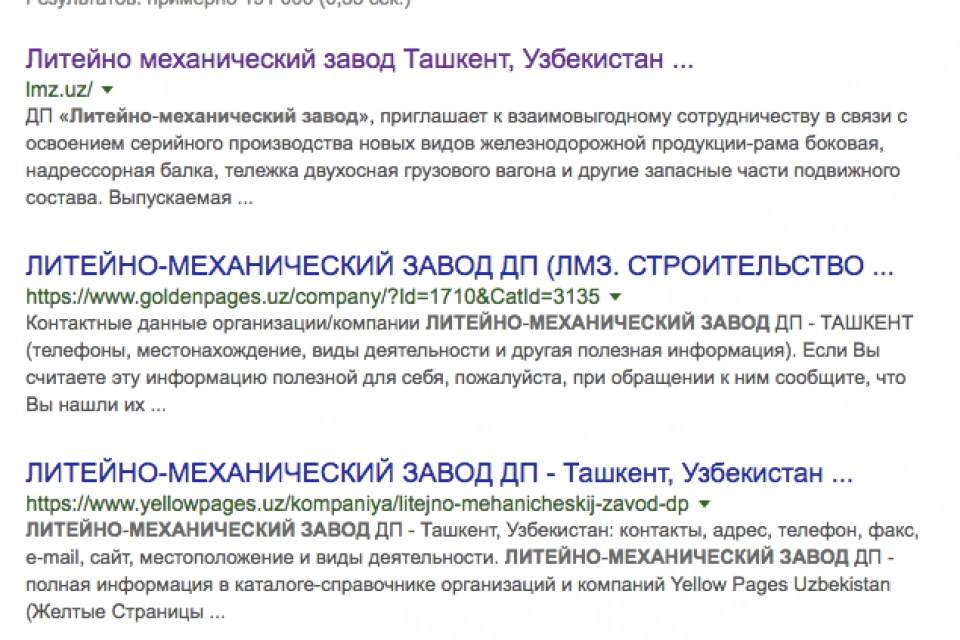 Литейно механический завод Ташкент, Узбекистан ...
lmz.uz/
ДП «Литейно-механический завод», приглашает к взаимовыгодному сотрудничеству в связи с
освоением серийного производства новых видов железнодорожной продукции-рама боковая,
надрессорная балка, тележка двухосная грузового вагона и другие запасные части подвижного
состава. Выпускаемая ...
ЛИТЕЙНО-МЕХАНИЧЕСКИЙ ЗАВОД ДП (ЛМЗ. СТРОИТЕЛЬСТВО ...
https://www.goldenpages.uz/company/?Id=1710&CatId=3135
Контактные данные организации/компании ЛИТЕЙНО-МЕХАНИЧЕСКИЙ ЗАВОД ДП - ТАШКЕНТ
(телефоны, местонахождение, виды деятельности и другая полезная информация). Если Вы
считаете эту информацию полезной для себя, пожалуйста, при обращении к ним сообщите, что
Вы нашли их ...
ЛИТЕЙНО-МЕХАНИЧЕСКИЙ ЗАВОД ДП - Ташкент, Узбекистан ...
https://www.yellowpages.uz/kompaniya/litejno-mehanicheskij-zavod-dp
ЛИТЕЙНО-МЕХАНИЧЕСКИЙ ЗАВОД ДП - Ташкент, Узбекистан: контакты, адрес, телефон, факс,
e-mail, сайт, местоположение и виды деятельности. ЛИТЕЙНО-МЕХАНИЧЕСКИЙ ЗАВОД ДП -
полная информация в каталоге-справочнике организаций и компаний Yellow Pages Uzbekistan
(Желтые Страницы ...